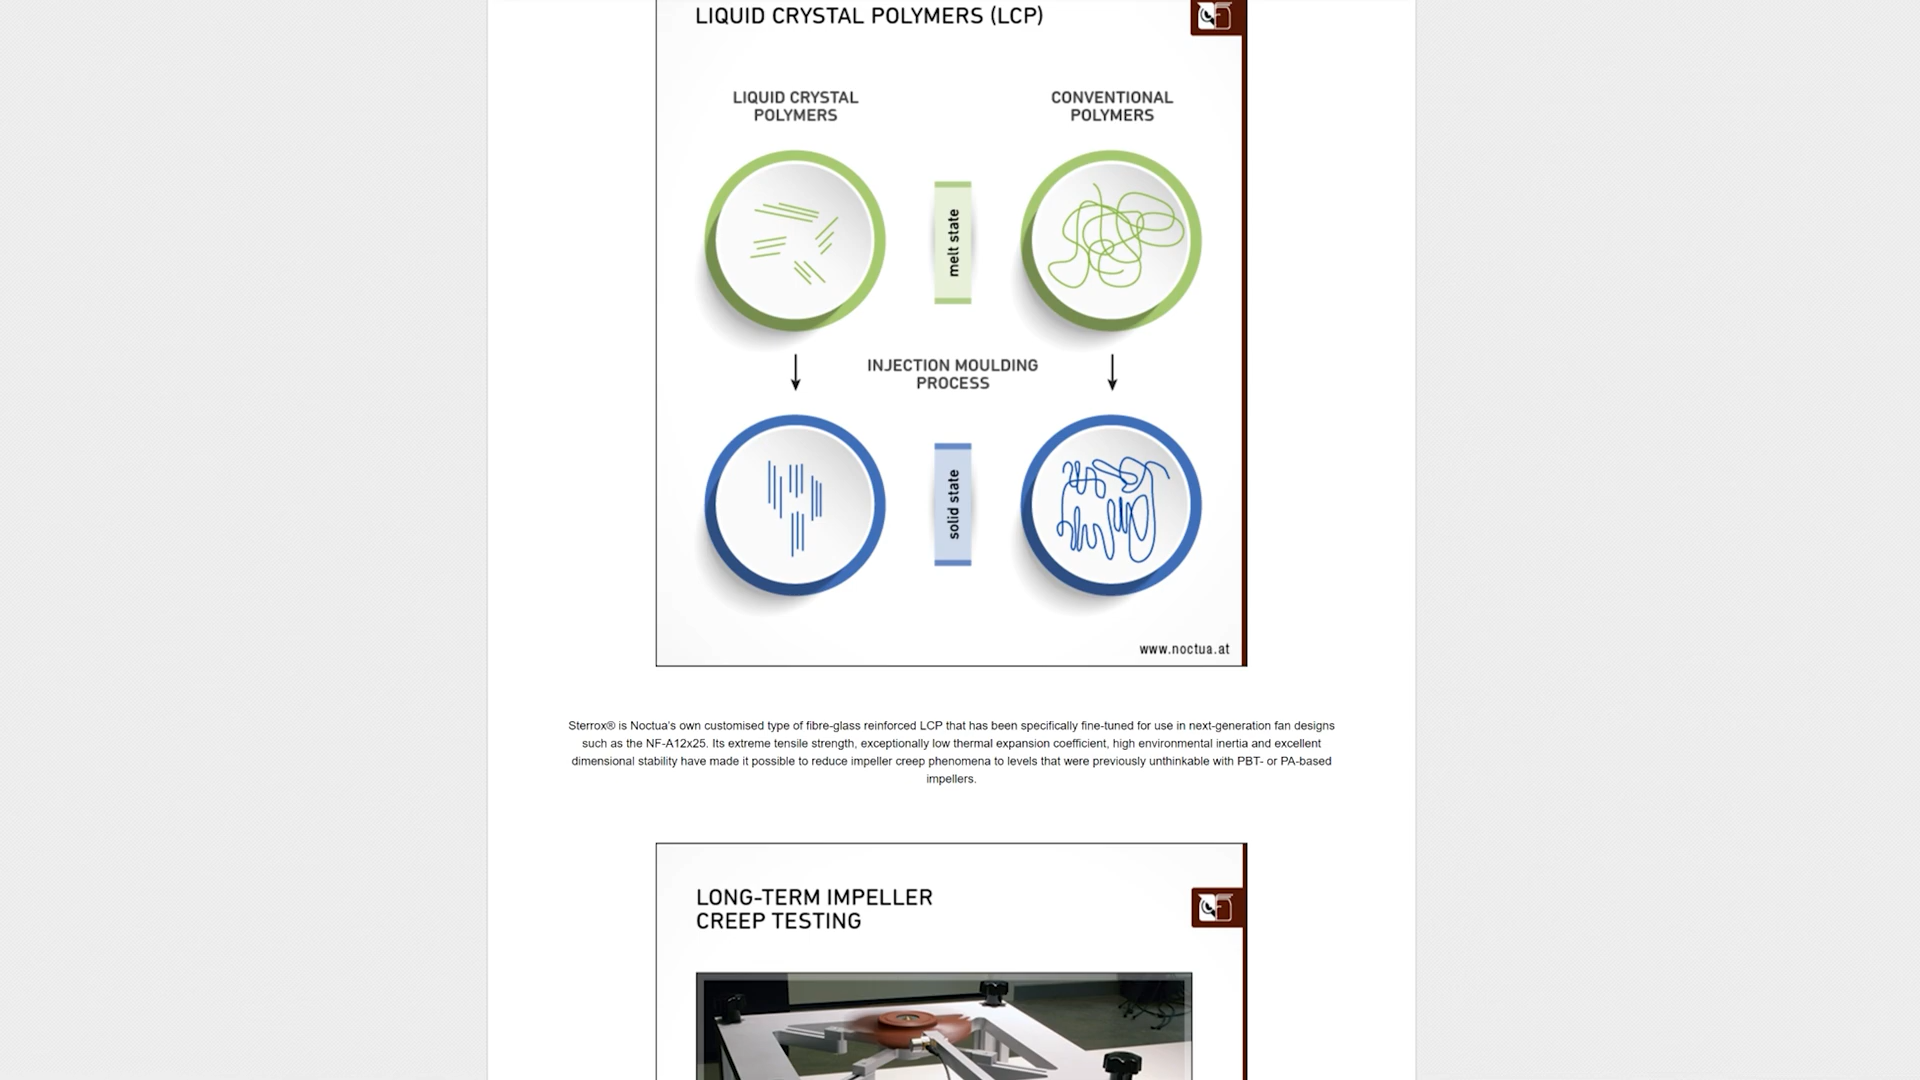 LIQUID CRYSTAL POLYMERS (LCP)
LIQUID CRYSTAL
POLYMERS
CONVENTIONAL
POLYMERS
melt state
INJECTION MOULDING
PROCESS
solid state
www.noctua.at
Sterrox® is Noctua's own customised type of fibre-glass reinforced LCP that has been specifically fine-tuned for use in next-generation fan designs
such as the NF-A12x25. Its extreme tensile strength, exceptionally low thermal expansion coefficient, high environmental inertia and excellent
dimensional stability have made it possible to reduce impeller creep phenomena to levels that were previously unthinkable with PBT- or PA-based
impellers.
LONG-TERM IMPELLER
CREEP TESTING